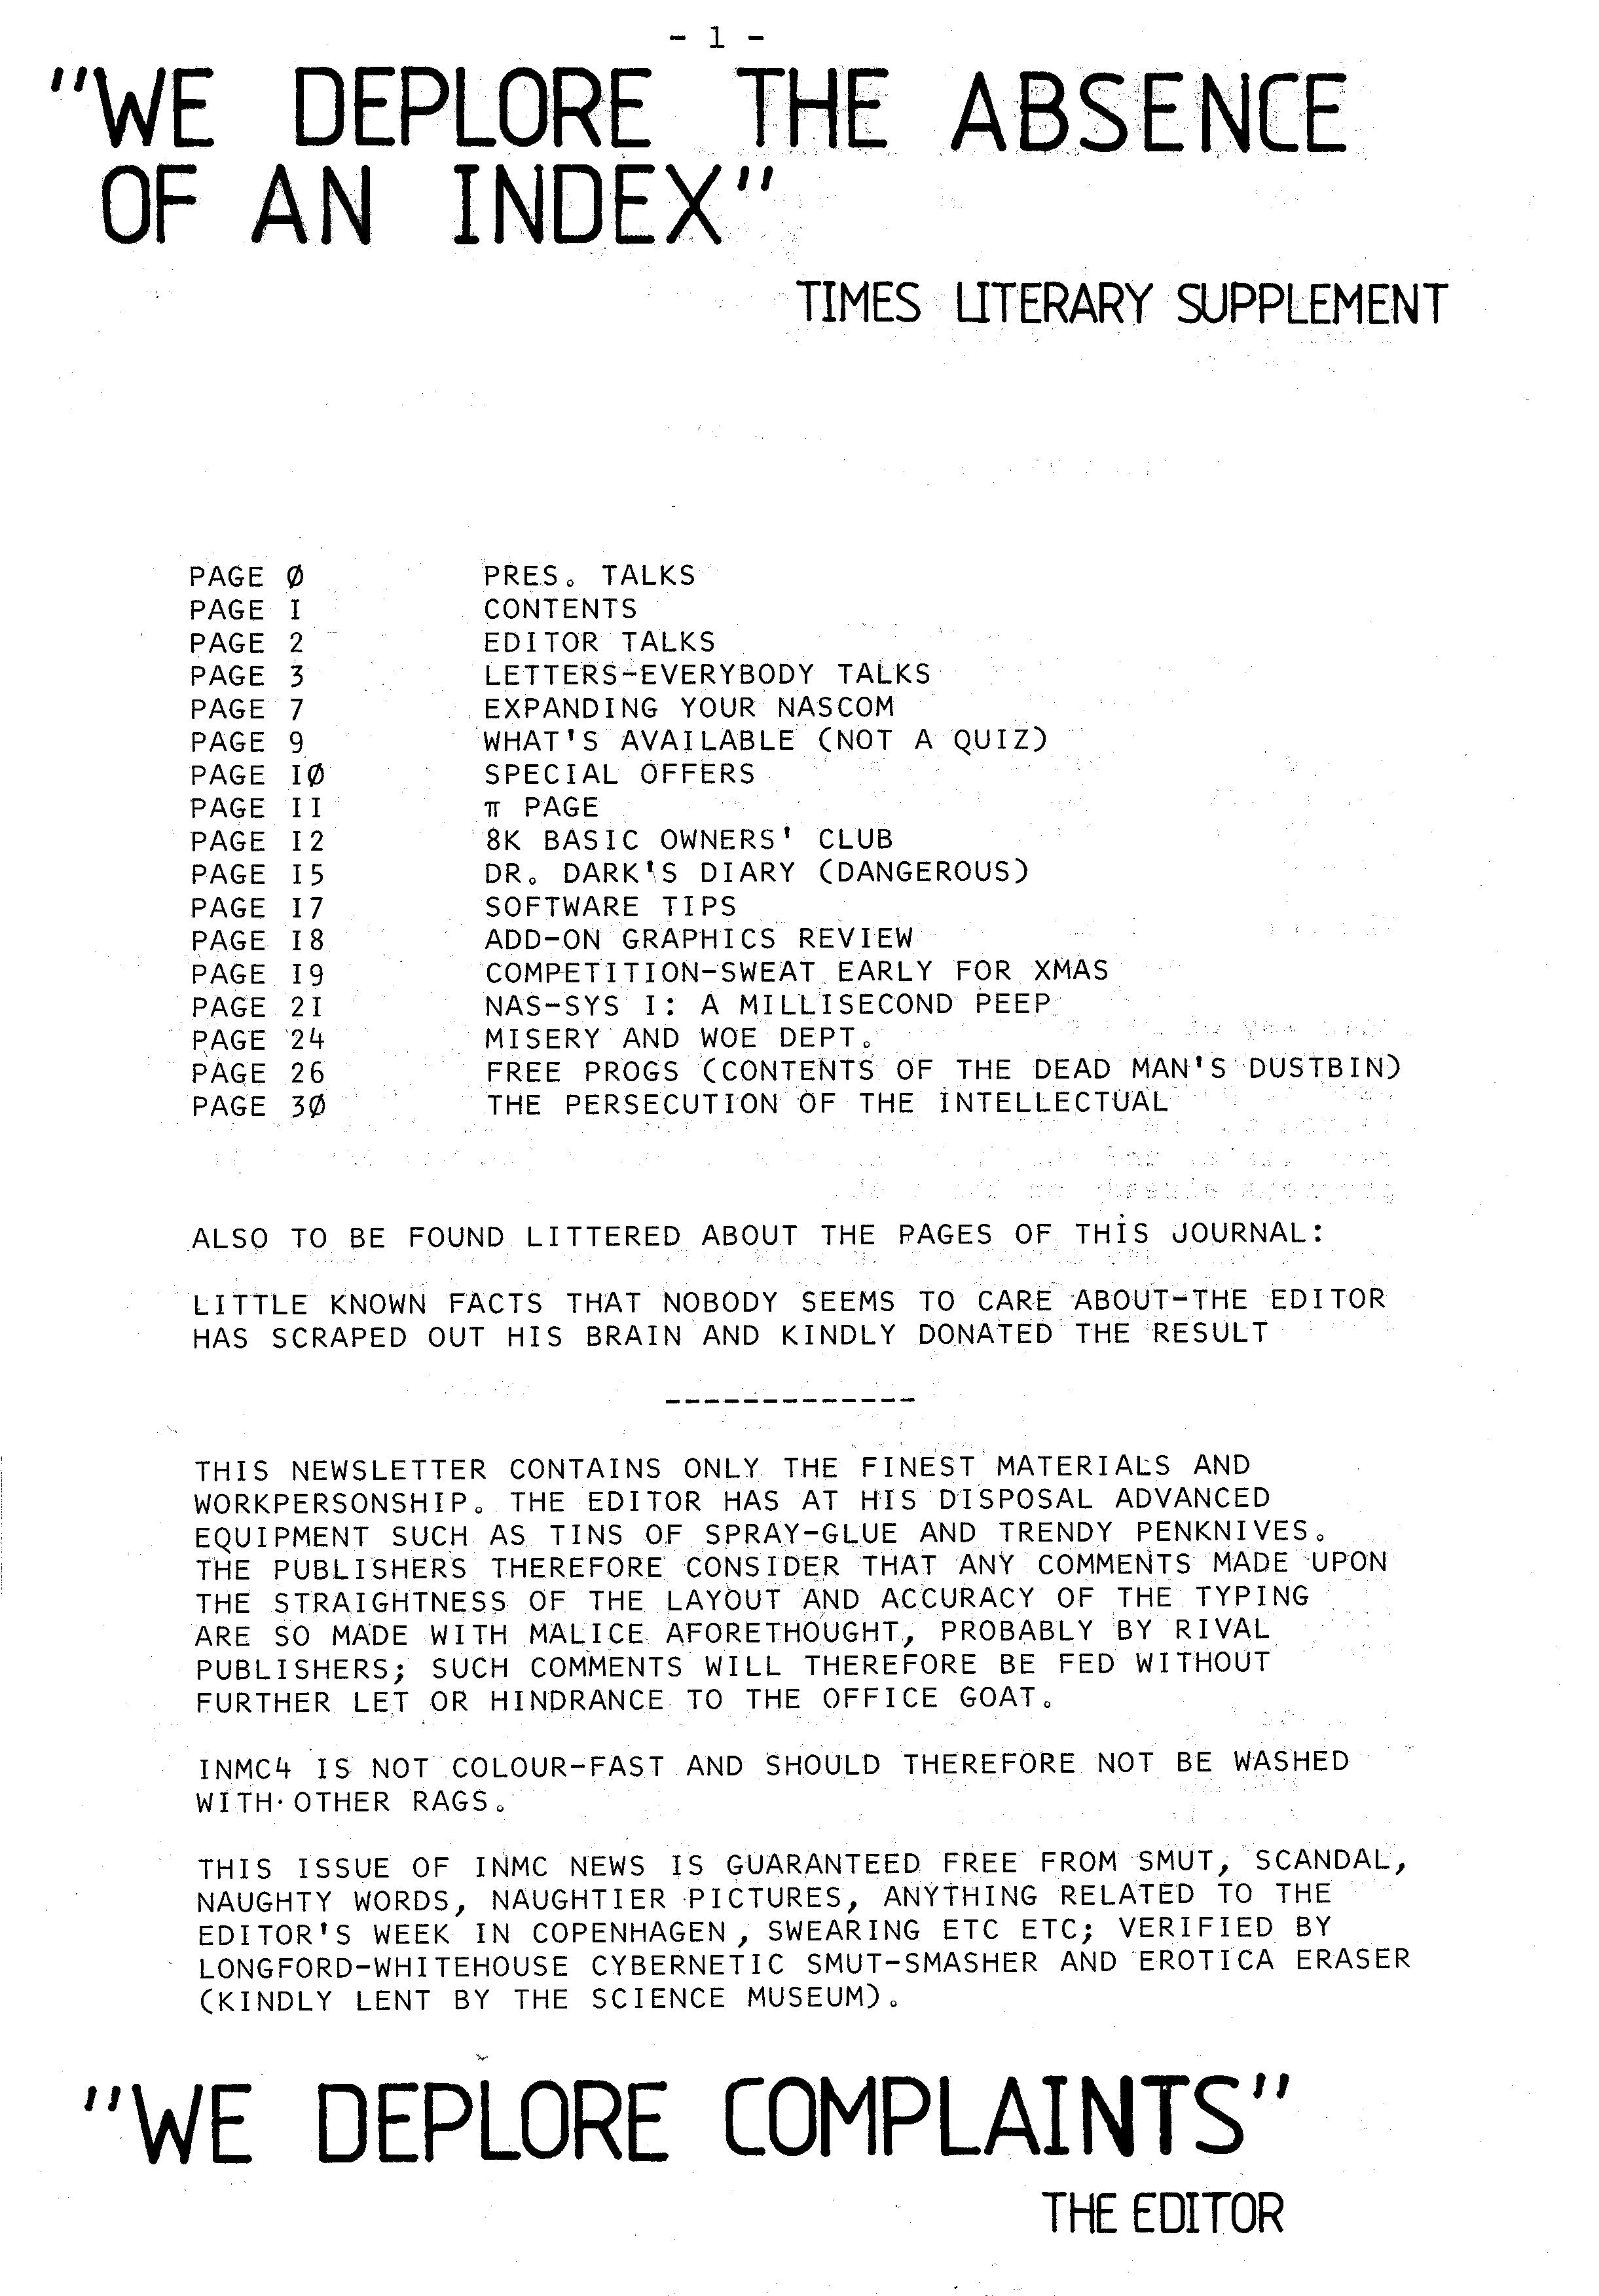 - 1 -
"WE DEPLORE THE ABSENCE
OF AN INDEX"
TIMES LITERARY SUPPLEMENT
PAGE Ø PRES. TALKS
PAGE I CONTENTS
PAGE 2 EDITOR TALKS
PAGE 3 LETTERS-EVERYBODY TALKS
PAGE 7 EXPANDING YOUR NASCOM
PAGE 9 WHAT'S AVAILABLE (NOT A QUIZ)
PAGE IØ SPECIAL OFFERS
PAGE II π PAGE
PAGE I2 8K BASIC OWNERS' CLUB
PAGE I5 DR. DARK'S DIARY (DANGEROUS)
PAGE I7 SOFTWARE TIPS
PAGE I8 ADD-ON GRAPHICS REVIEW
PAGE I9 COMPETITION-SWEAT EARLY FOR XMAS
PAGE 2I NAS-SYS I: A MILLISECOND PEEP
PAGE 24 MISERY AND WOE DEPT.
PAGE 26 FREE PROGS (CONTENTS OF THE DEAD MAN'S DUSTBIN)
PAGE 3Ø THE PERSECUTION OF THE INTELLECTUAL
ALSO TO BE FOUND LITTERED ABOUT THE PAGES OF THIS JOURNAL:
LITTLE KNOWN FACTS THAT NOBODY SEEMS TO CARE ABOUT-THE EDITOR
HAS SCRAPED OUT HIS BRAIN AND KINDLY DONATED THE RESULT
-------------
THIS NEWSLETTER CONTAINS ONLY THE FINEST MATERIALS AND
WORKPERSONSHIP. THE EDITOR HAS AT HIS DISPOSAL ADVANCED
EQUIPMENT SUCH AS TINS OF SPRAY-GLUE AND TRENDY PENKNIVES.
THE PUBLISHERS THEREFORE CONSIDER THAT ANY COMMENTS MADE UPON
THE STRAIGHTNESS OF THE LAYOUT AND ACCURACY OF THE TYPING
ARE SO MADE WITH MALICE AFORETHOUGHT, PROBABLY BY RIVAL
PUBLISHERS; SUCH COMMENTS WILL THEREFORE BE FED WITHOUT
FURTHER LET OR HINDRANCE TO THE OFFICE GOAT.
INMC4 IS NOT COLOUR-FAST AND SHOULD THEREFORE NOT BE WASHED
WITH OTHER RAGS.
THIS ISSUE OF INMC NEWS IS GUARANTEED FREE FROM SMUT, SCANDAL,
NAUGHTY WORDS, NAUGHTIER PICTURES, ANYTHING RELATED TO THE
EDITOR'S WEEK IN COPENHAGEN, SWEARING ETC ETC; VERIFIED BY
LONGFORD-WHITEHOUSE CYBERNETIC SMUT-SMASHER AND EROTICA ERASER
(KINDLY LENT BY THE SCIENCE MUSEUM).
"WE DEPLORE COMPLAINTS"
THE EDITOR